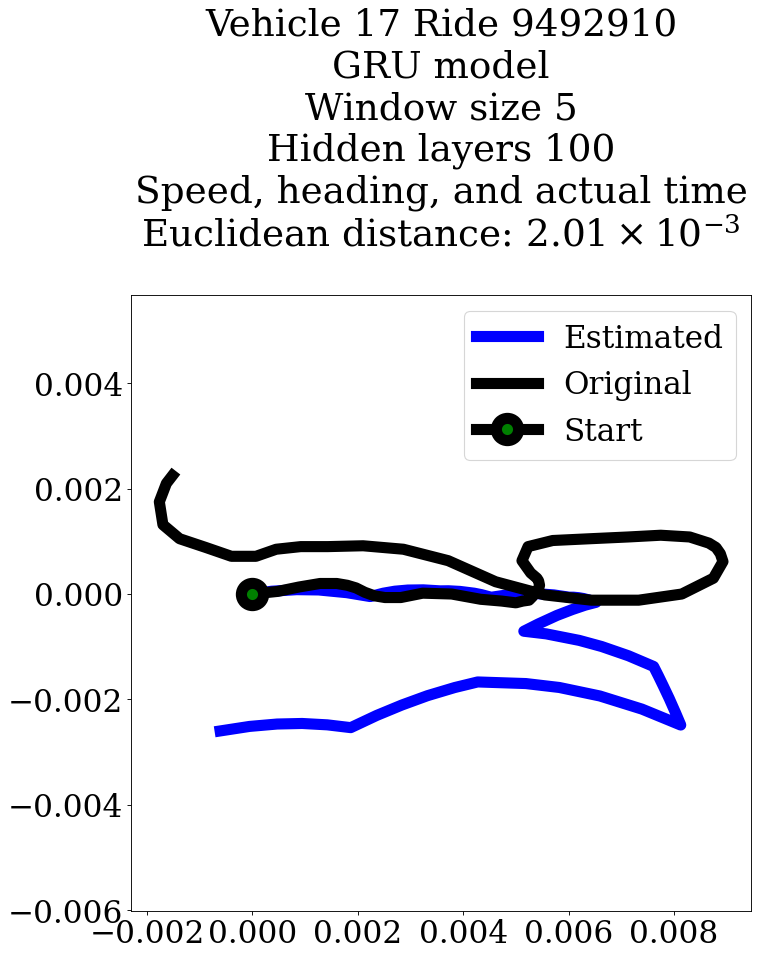 Vehicle 17 Ride 9492910
GRU model
Window size 5
Hidden layers 100
Speed, heading, and actual time
Euclidean distance: 2.01 × 10⁻³
Estimated
Original
Start
0.004
0.002
0.000
−0.002
−0.004
−0.006
−0.002 0.000 0.002 0.004 0.006 0.008